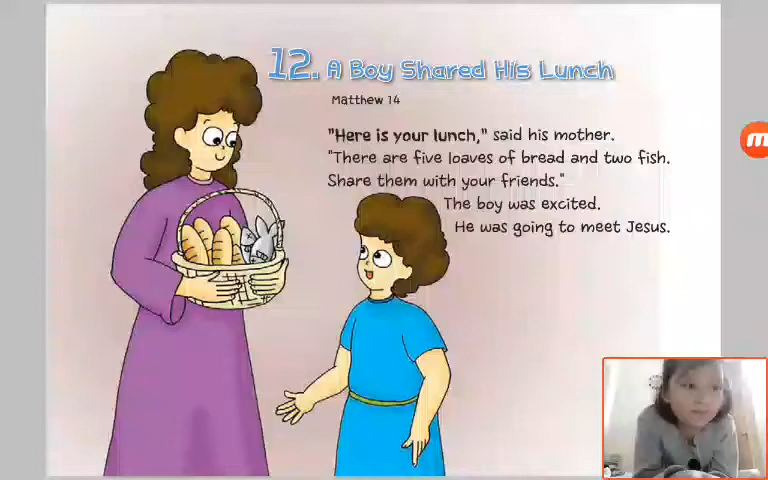 12. A Boy Shared His Lunch
Matthew 14
"Here is your lunch," said his mother.
"There are five loaves of bread and two fish.
Share them with your friends."
The boy was excited.
He was going to meet Jesus.
m